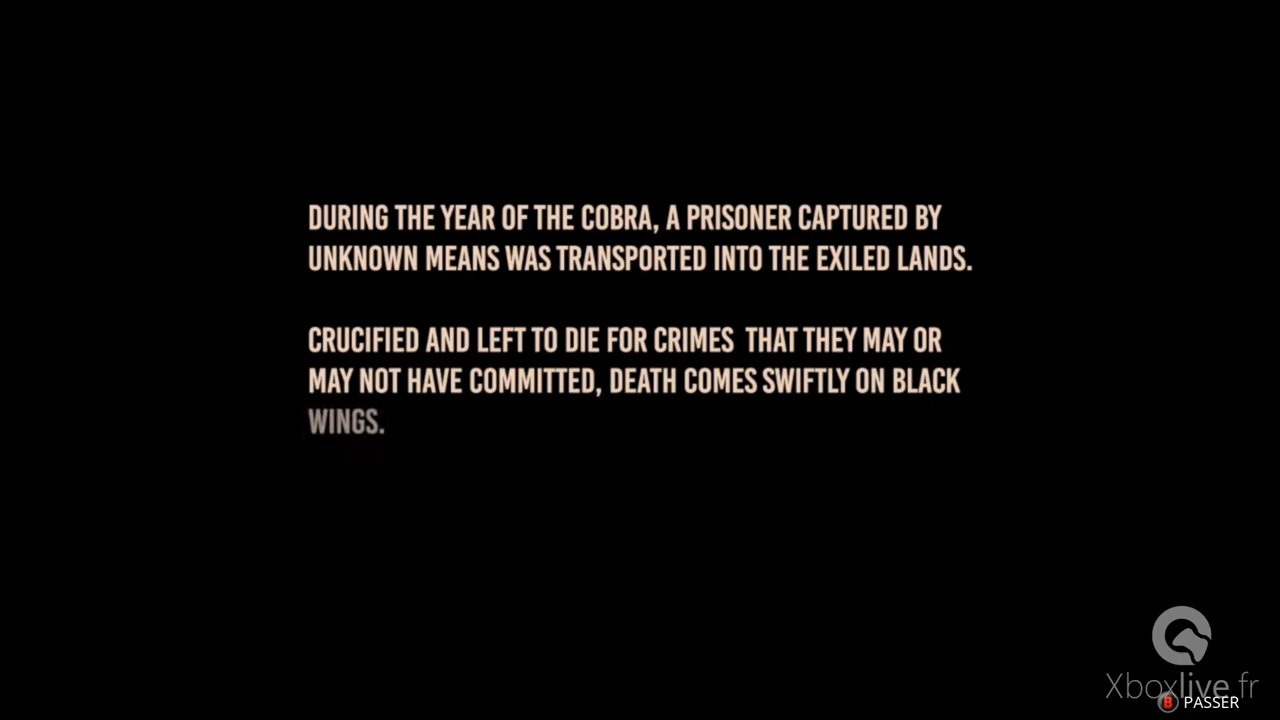 DURING THE YEAR OF THE COBRA, A PRISONER CAPTURED BY
UNKNOWN MEANS WAS TRANSPORTED INTO THE EXILED LANDS.
CRUCIFIED AND LEFT TO DIE FOR CRIMES THAT THEY MAY OR
MAY NOT HAVE COMMITTED, DEATH COMES SWIFTLY ON BLACK
WINGS.
Xboxlive.fr
B PASSER